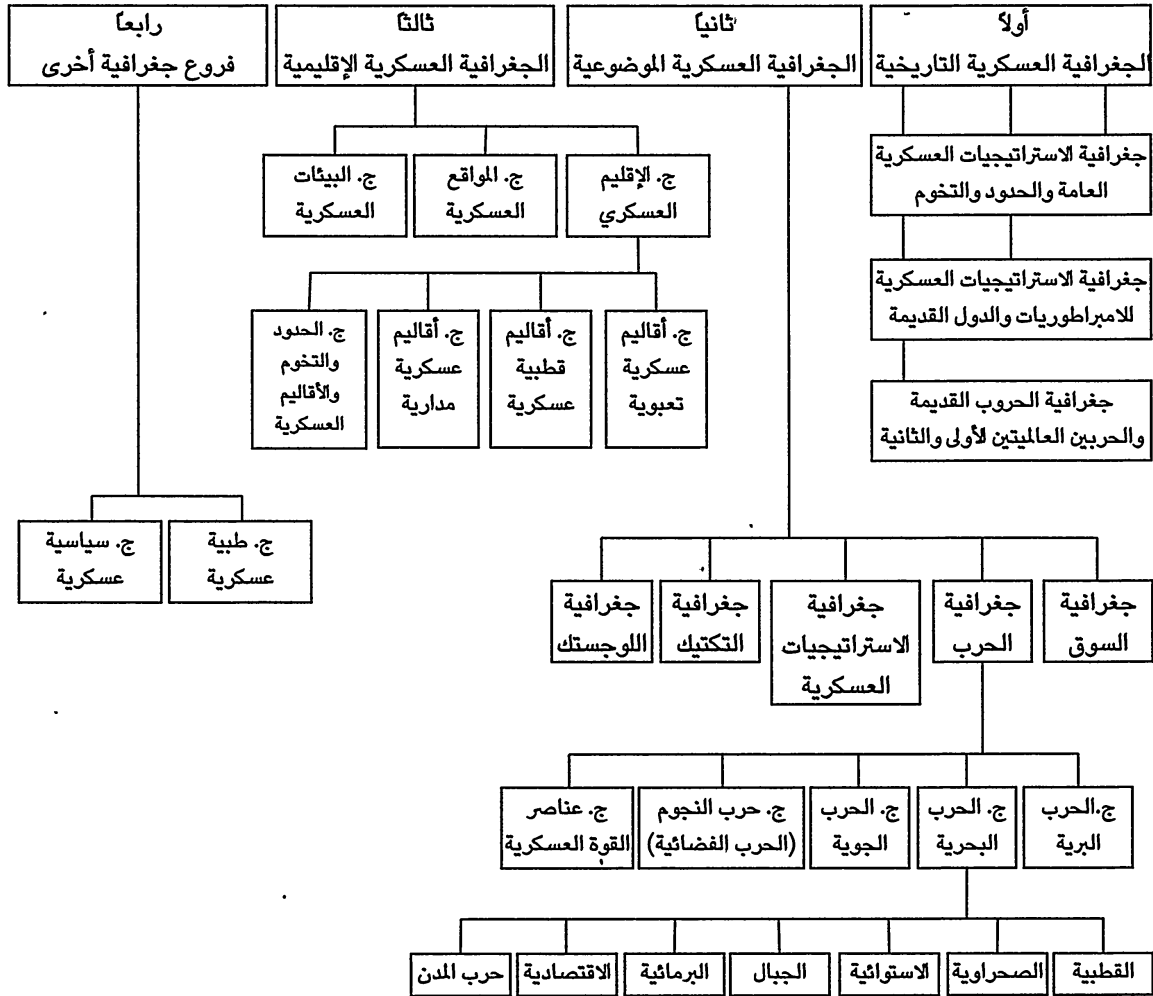 أولاً
الجغرافية العسكرية التاريخية
ثانياً
الجغرافية العسكرية الموضوعية
ثالثاً
الجغرافية العسكرية الإقليمية
رابعاً
فروع جغرافية أخرى
جغرافية الاستراتيجيات العسكرية
العامة والحدود والتخوم
جغرافية الاستراتيجيات العسكرية
للامبراطوريات والدول القديمة
جغرافية الحروب القديمة
والحربين العالميتين الأولى والثانية
ج. الإقليم
العسكري
ج. المواقع
العسكرية
ج. البيئات
العسكرية
ج. أقاليم
عسكرية
تعبوية
ج. أقاليم
قطبية
عسكرية
ج. أقاليم
عسكرية
مدارية
ج. الحدود
والتخوم
والأقاليم
العسكرية
ج. طبية
عسكرية
ج. سياسية
عسكرية
جغرافية
السوق
جغرافية
الحرب
جغرافية
الاستراتيجيات
العسكرية
جغرافية
التكتيك
جغرافية
اللوجستك
ج.الحرب
البرية
ج. الحرب
البحرية
ج. الحرب
الجوية
ج. حرب النجوم
(الحرب الفضائية)
ج. عناصر
القوة العسكرية
القطبية
الصحراوية
الاستوائية
الجبال
البرمائية
الاقتصادية
حرب المدن